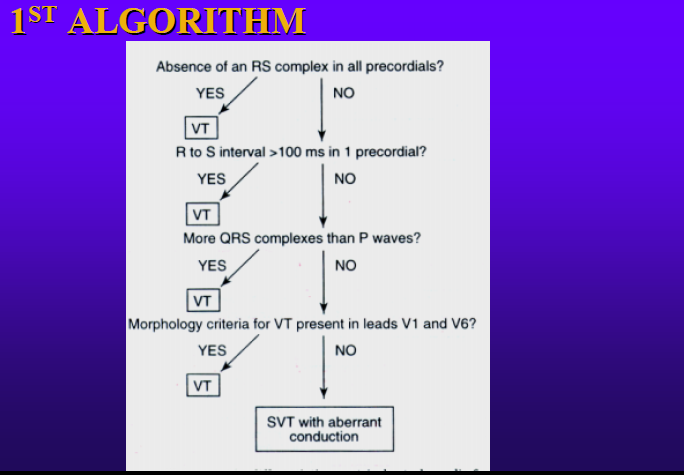 1ST ALGORITHM
Absence of an RS complex in all precordials?
YES NO
VT
R to S interval >100 ms in 1 precordial?
YES NO
VT
More QRS complexes than P waves?
YES NO
VT
Morphology criteria for VT present in leads V1 and V6?
YES NO
VT
SVT with aberrant
conduction